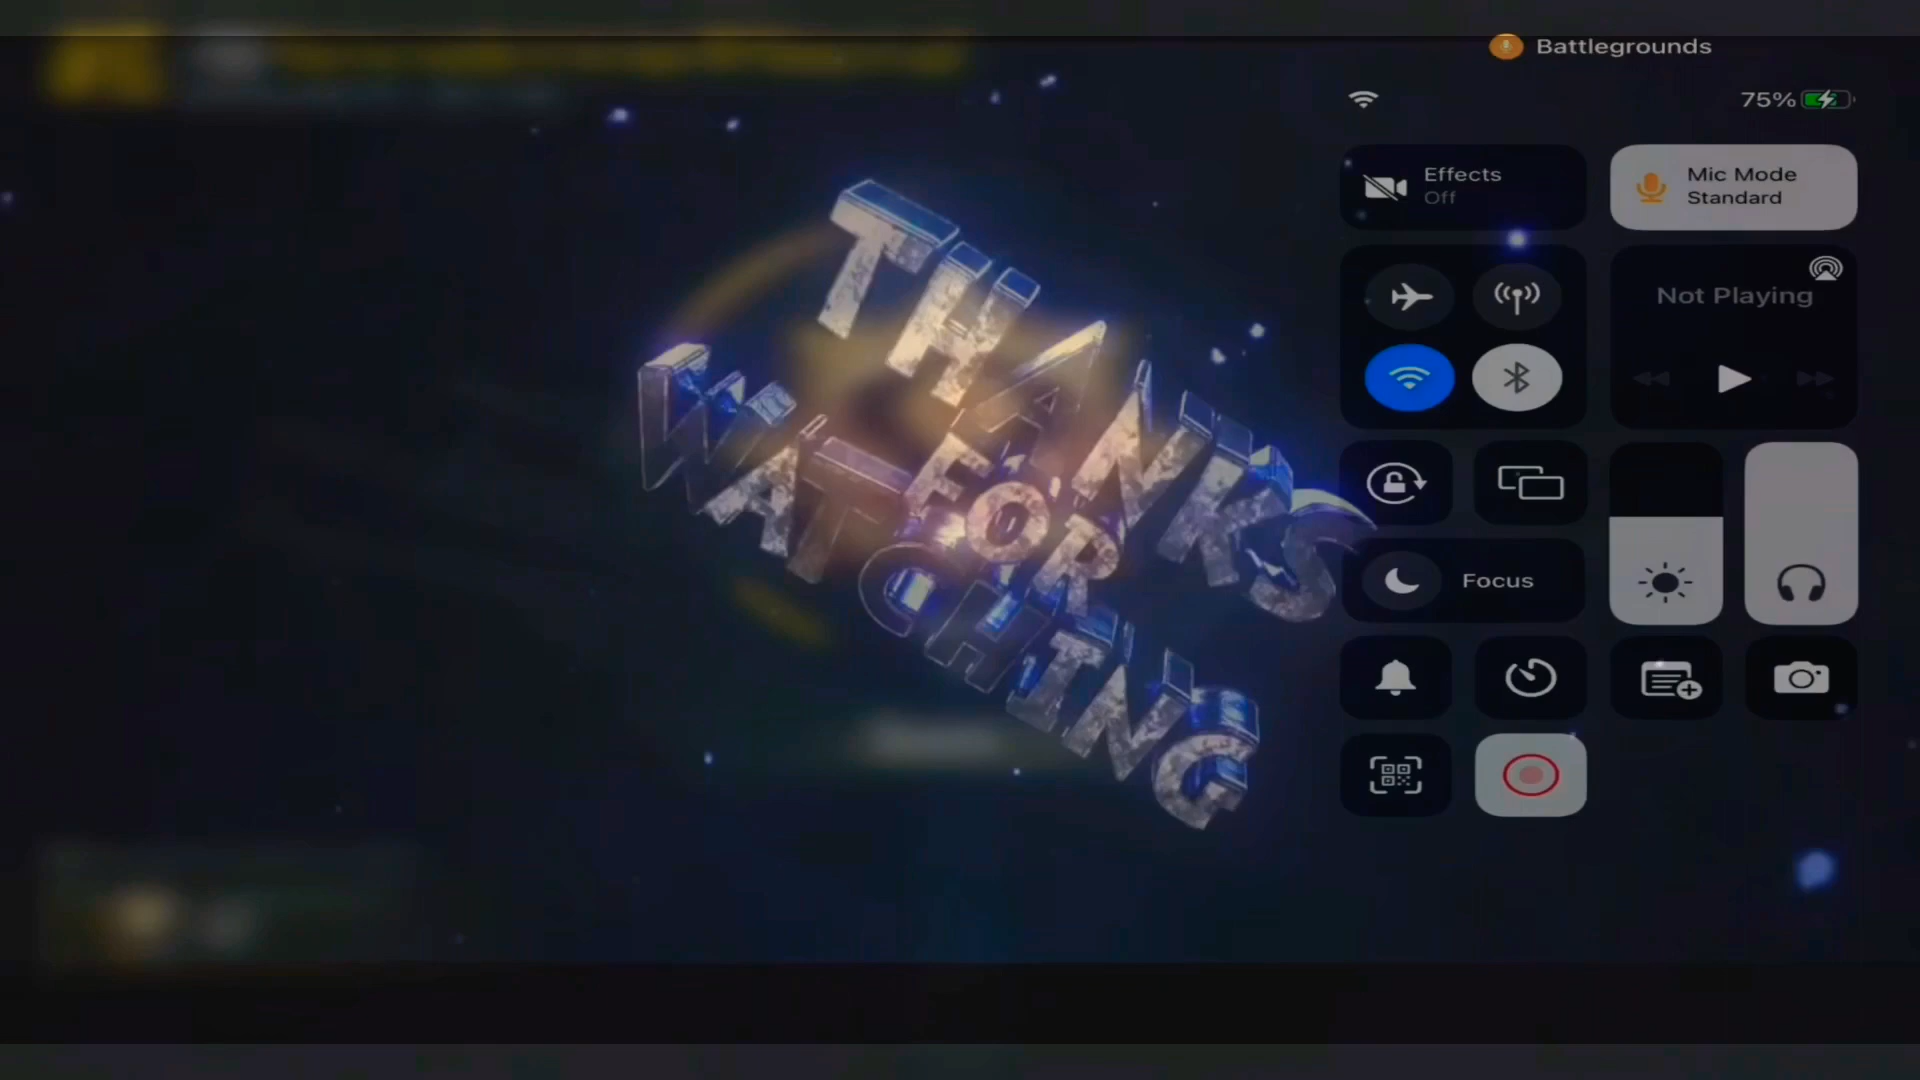 Battlegrounds
75%
Effects
Off
Mic Mode
Standard
Not Playing
Focus
THANKS
FOR
WATCHING